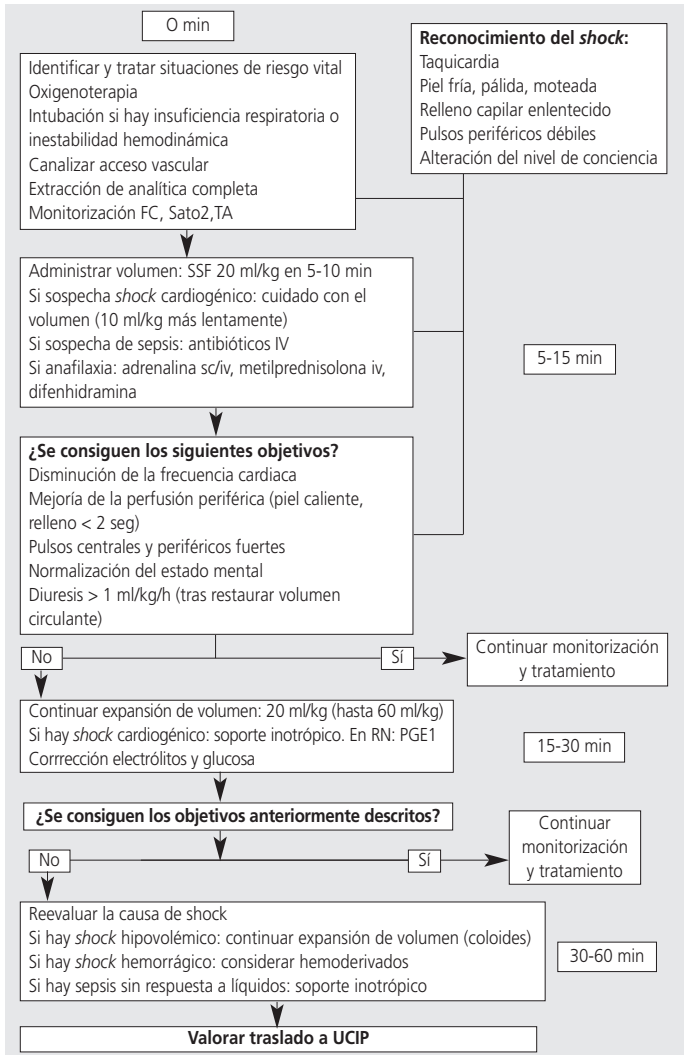 O min
Identificar y tratar situaciones de riesgo vital
Oxigenoterapia
Intubación si hay insuficiencia respiratoria o
inestabilidad hemodinámica
Canalizar acceso vascular
Extracción de analítica completa
Monitorización FC, Sato2,TA
Reconocimiento del shock:
Taquicardia
Piel fría, pálida, moteada
Relleno capilar enlentecido
Pulsos periféricos débiles
Alteración del nivel de conciencia
Administrar volumen: SSF 20 ml/kg en 5-10 min
Si sospecha shock cardiogénico: cuidado con el
volumen (10 ml/kg más lentamente)
Si sospecha de sepsis: antibióticos IV
Si anafilaxia: adrenalina sc/iv, metilprednisolona iv,
difenhidramina
5-15 min
¿Se consiguen los siguientes objetivos?
Disminución de la frecuencia cardiaca
Mejoría de la perfusión periférica (piel caliente,
relleno < 2 seg)
Pulsos centrales y periféricos fuertes
Normalización del estado mental
Diuresis > 1 ml/kg/h (tras restaurar volumen
circulante)
No
Sí
Continuar monitorización
y tratamiento
Continuar expansión de volumen: 20 ml/kg (hasta 60 ml/kg)
Si hay shock cardiogénico: soporte inotrópico. En RN: PGE1
Corrrección electrólitos y glucosa
15-30 min
¿Se consiguen los objetivos anteriormente descritos?
No
Sí
Continuar
monitorización
y tratamiento
Reevaluar la causa de shock
Si hay shock hipovolémico: continuar expansión de volumen (coloides)
Si hay shock hemorrágico: considerar hemoderivados
Si hay sepsis sin respuesta a líquidos: soporte inotrópico
30-60 min
Valorar traslado a UCIP